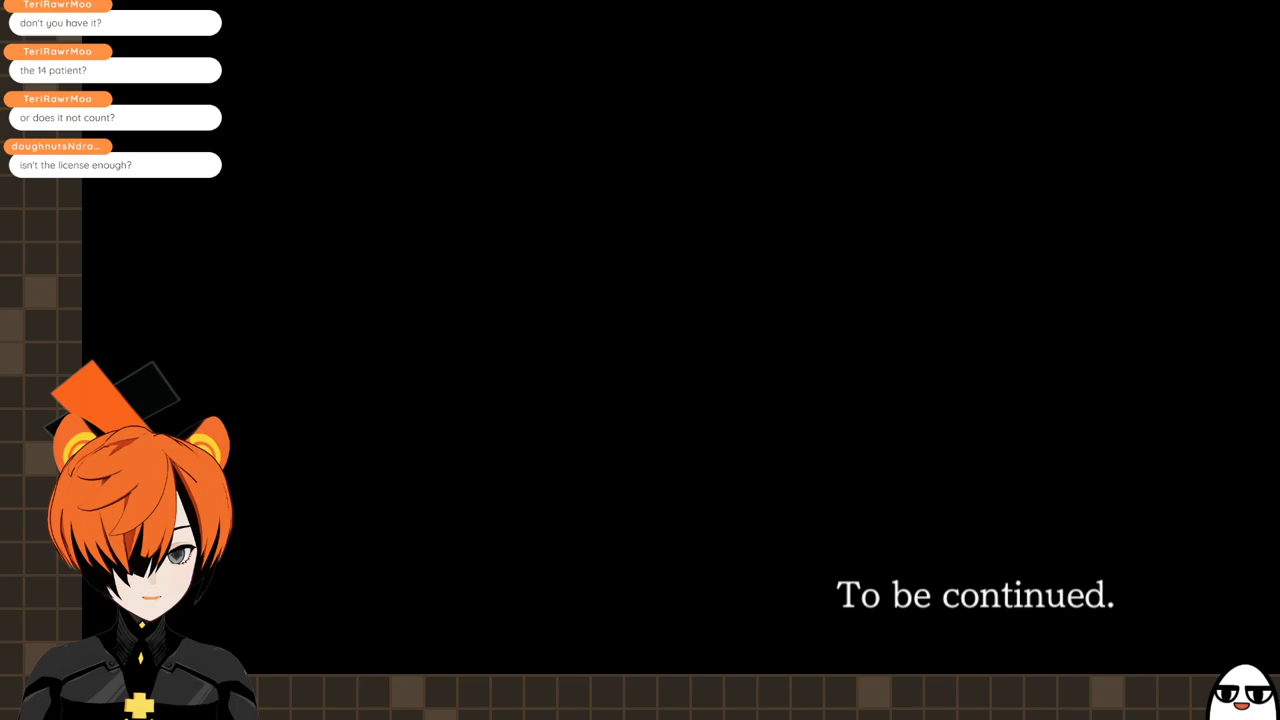 TeriRawrMoo
don't you have it?
TeriRawrMoo
the 14 patient?
TeriRawrMoo
or does it not count?
doughnutsNdra...
isn't the license enough?
To be continued.